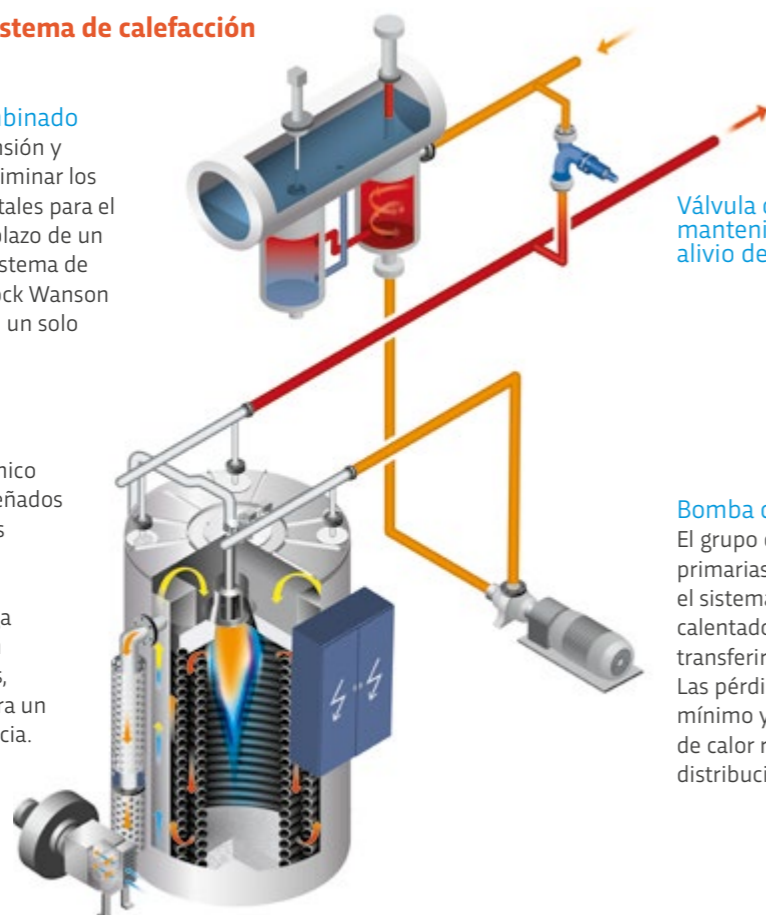 stema de calefacción
mbinado
nsión y
iminar los
tales para el
plazo de un
stema de
ock Wanson
un solo
nico
eñados
s
a
s,
ra un
cia.
Válvula
manteni
alivio de
Bomba
El grupo
primarias
el sistema
calentado
transferir
Las pérdi
mínimo y
de calor
distribuci